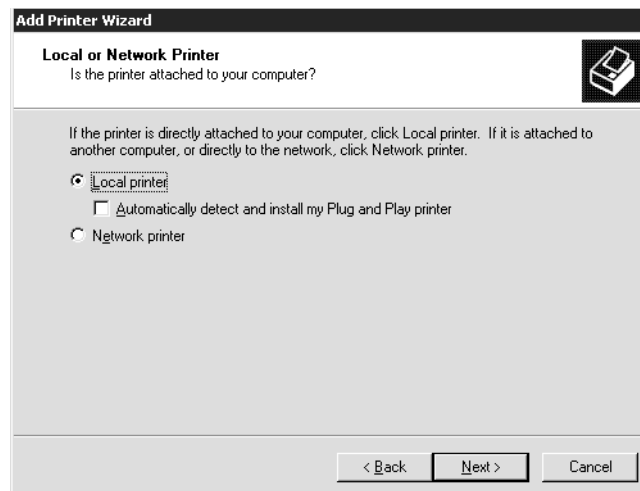 Add Printer Wizard
Local or Network Printer
Is the printer attached to your computer?
If the printer is directly attached to your computer, click Local printer. If it is attached to
another computer, or directly to the network, click Network printer.
Local printer
Automatically detect and install my Plug and Play printer
Network printer
< Back Next > Cancel